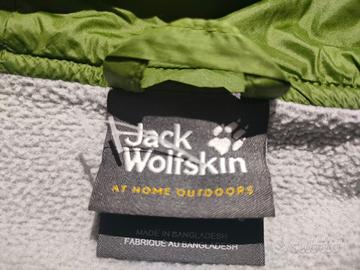 Jack
Wolfskin
AT HOME OUTDOORS
MADE IN BANGLADESH
FABRIQUE AU BANGLADESH